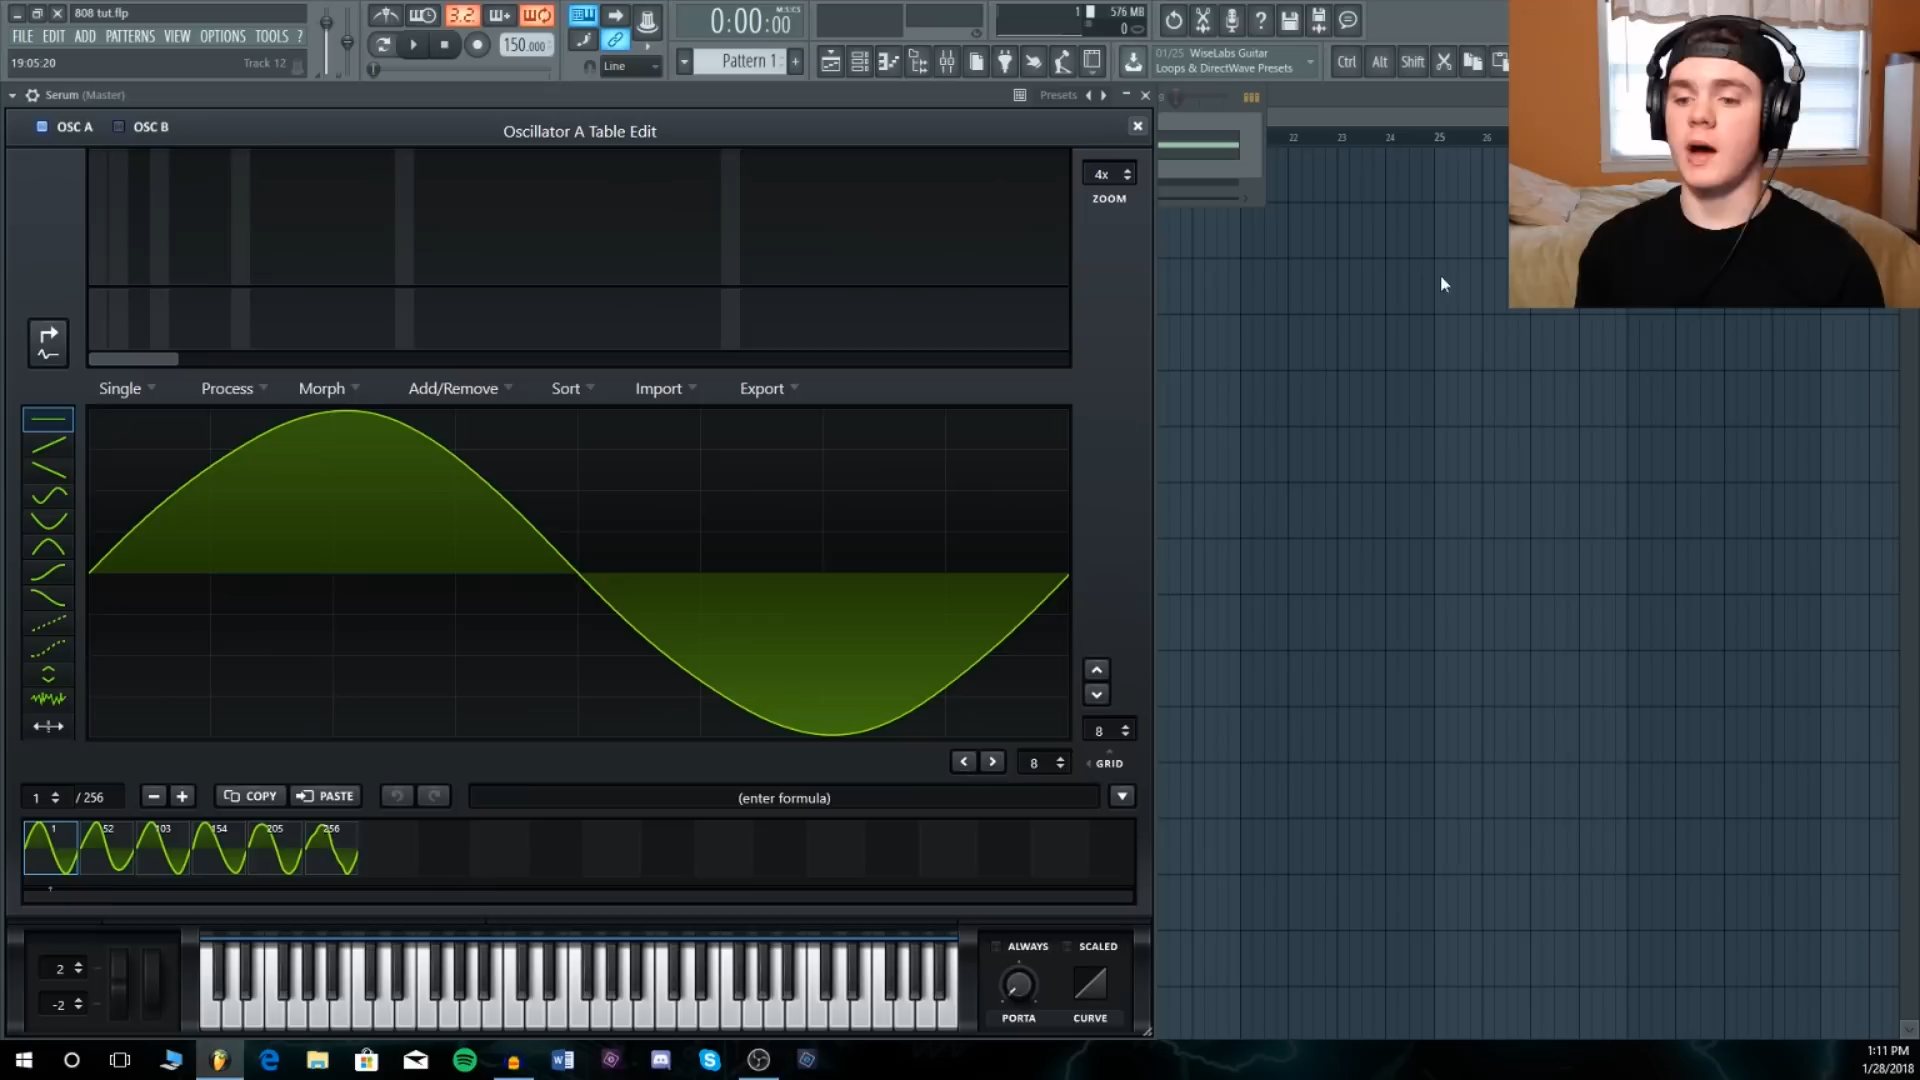 808 tut.flp
FILE EDIT ADD PATTERNS VIEW OPTIONS TOOLS ?
19:05:20 Track 12
3.2
150.000
Line
0:00:00
M:S:CS
Pattern 1
1 576 MB
0
01/25 WiseLabs Guitar
Loops & DirectWave Presets
Ctrl Alt Shift
Serum (Master)
Presets
OSC A OSC B
Oscillator A Table Edit
4x
ZOOM
22 23 24 25 26
Single Process Morph Add/Remove Sort Import Export
8
8
GRID
1 / 256
COPY PASTE
(enter formula)
1 52 103 154 205 256
2
-2
ALWAYS SCALED
PORTA CURVE
1:11 PM
1/28/2018